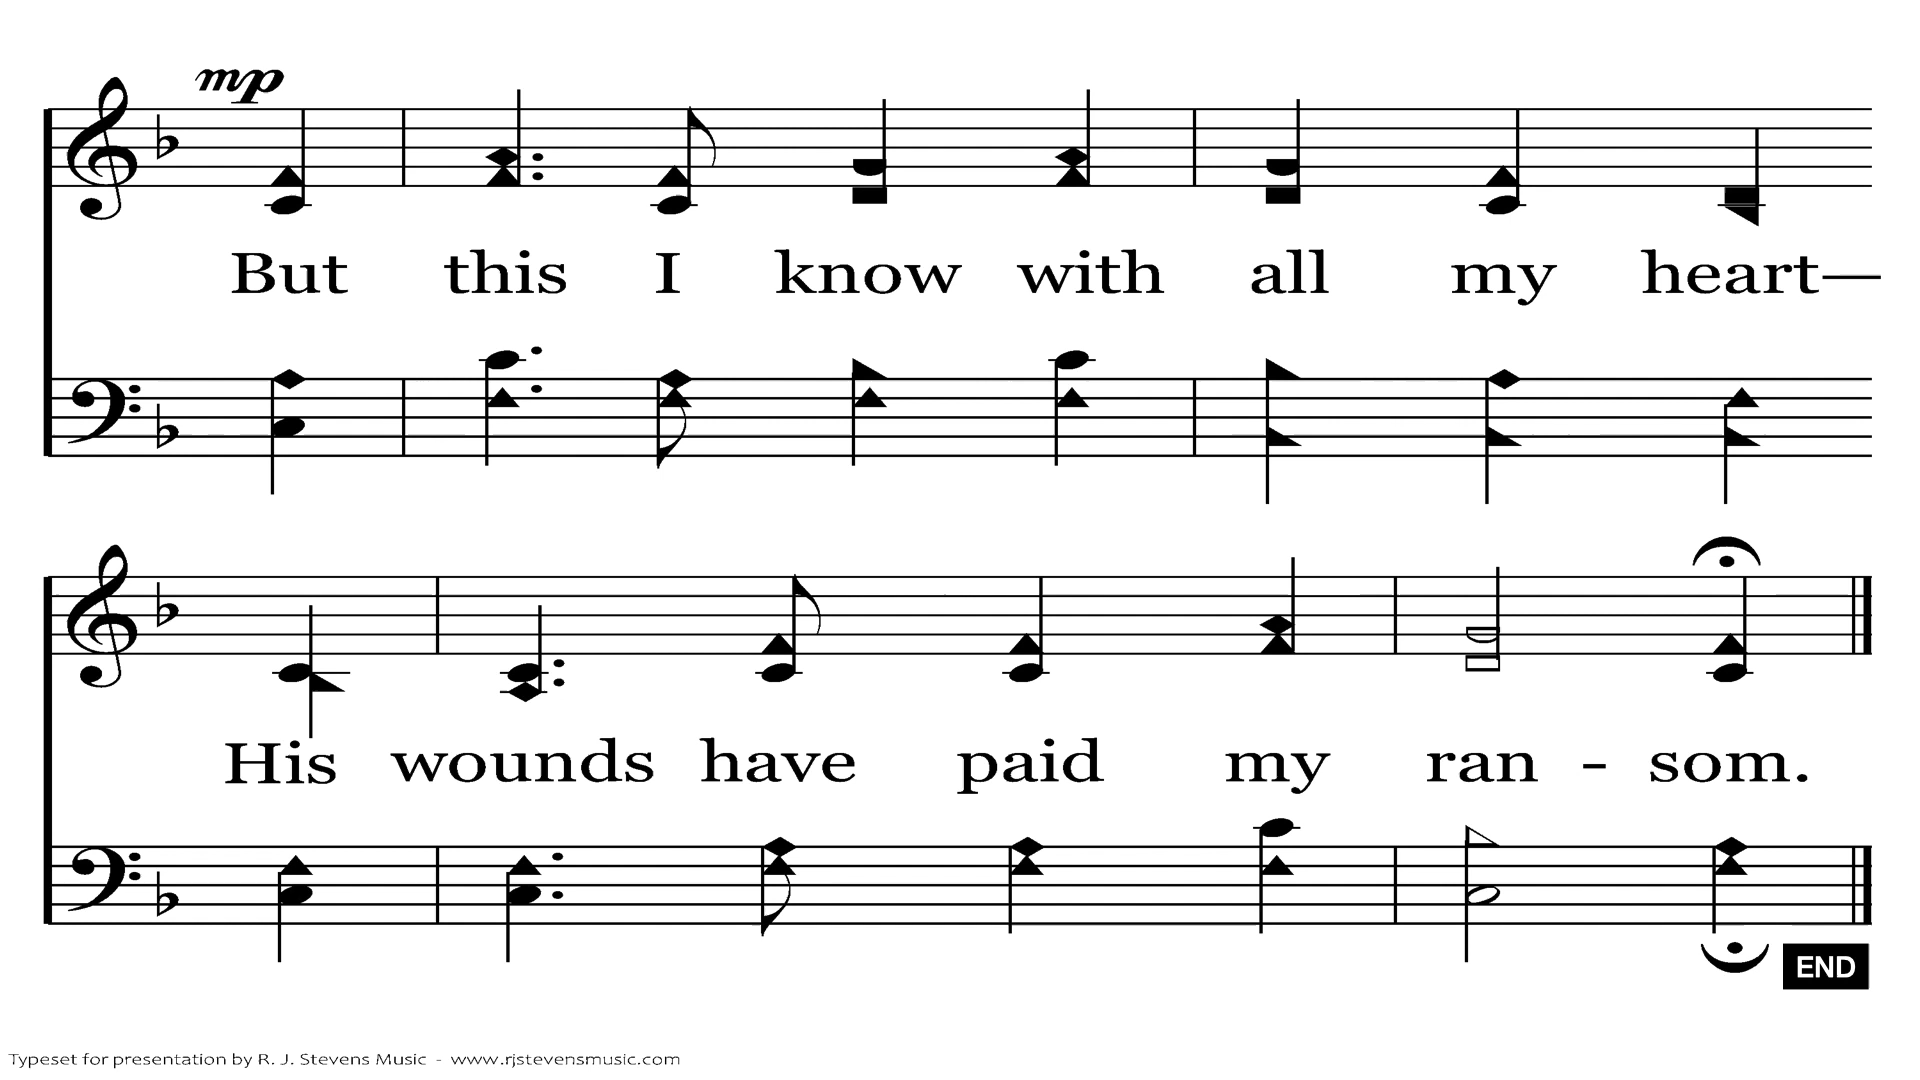 mp
But this I know with all my heart—
His wounds have paid my ran - som.
END
Typeset for presentation by R. J. Stevens Music - www.rjstevensmusic.com